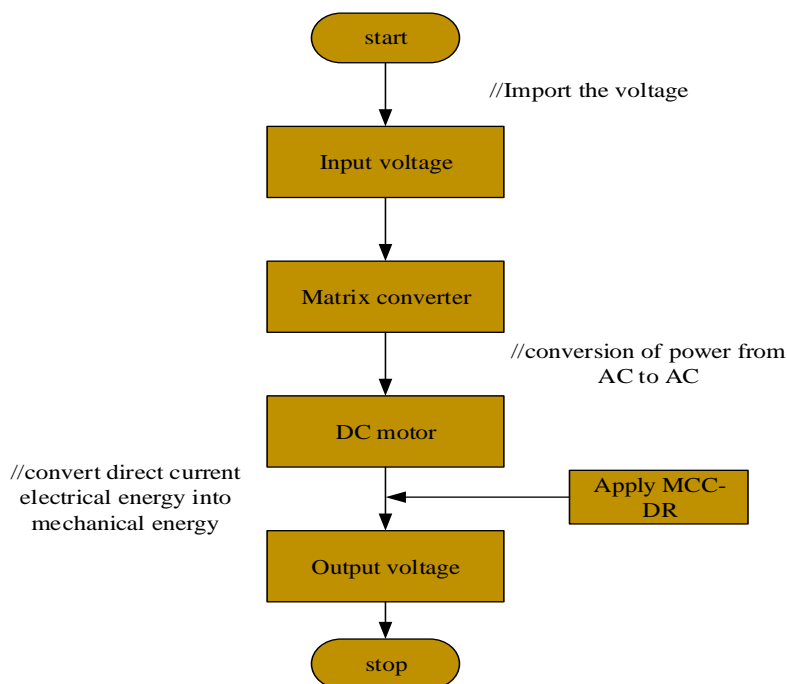 start
//Import the voltage
Input voltage
Matrix converter
//conversion of power from
AC to AC
DC motor
//convert direct current
electrical energy into
mechanical energy
Apply MCC-
DR
Output voltage
stop